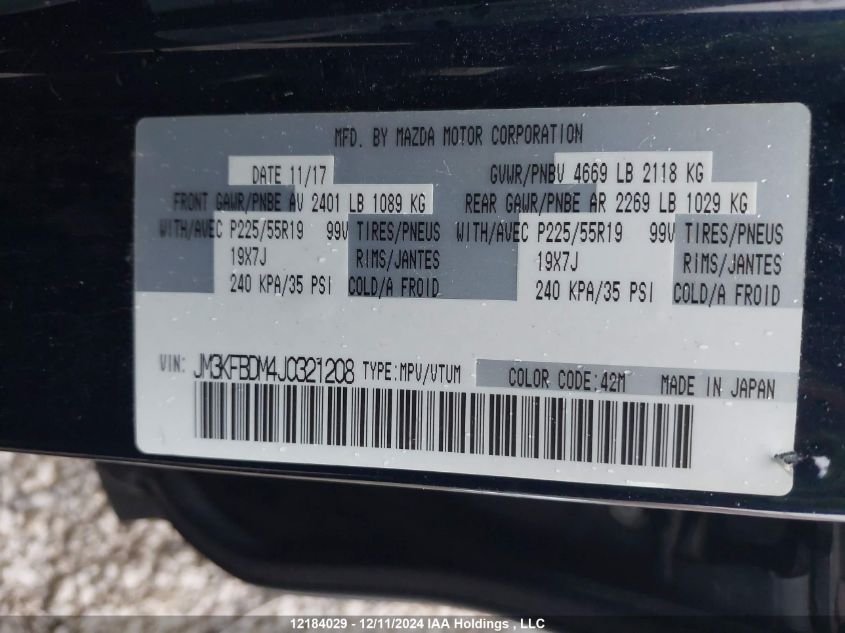 MFD. BY MAZDA MOTOR CORPORATION
DATE 11/17 GVWR/PNBV 4669 LB 2118 KG
FRONT GAWR/PNBE AV 2401 LB 1089 KG REAR GAWR/PNBE AR 2269 LB 1029 KG
WITH/AVEC P225/55R19 99V TIRES/PNEUS WITH/AVEC P225/55R19 99V TIRES/PNEUS
19X7J RIMS/JANTES 19X7J RIMS/JANTES
240 KPA/35 PSI COLD/A FROID 240 KPA/35 PSI COLD/A FROID
VIN: JM3KFBDM4J0321208 TYPE:MPV/VTUM COLOR CODE:42M MADE IN JAPAN
12184029 - 12/11/2024 IAA Holdings , LLC